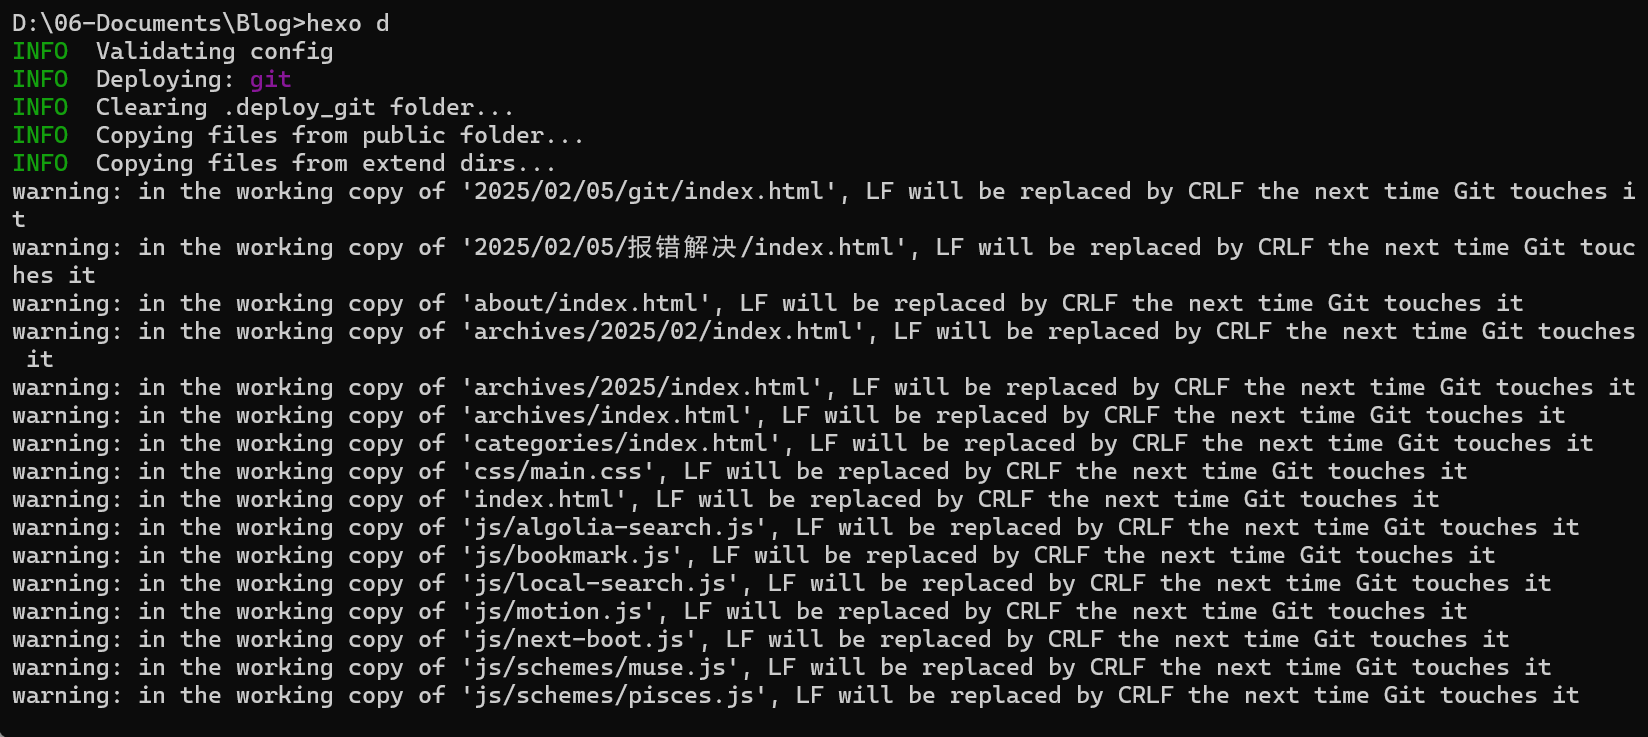 D:\06-Documents\Blog>hexo d
INFO  Validating config
INFO  Deploying: git
INFO  Clearing .deploy_git folder...
INFO  Copying files from public folder...
INFO  Copying files from extend dirs...
warning: in the working copy of '2025/02/05/git/index.html', LF will be replaced by CRLF the next time Git touches i
t
warning: in the working copy of '2025/02/05/报错解决/index.html', LF will be replaced by CRLF the next time Git touc
hes it
warning: in the working copy of 'about/index.html', LF will be replaced by CRLF the next time Git touches it
warning: in the working copy of 'archives/2025/02/index.html', LF will be replaced by CRLF the next time Git touches
 it
warning: in the working copy of 'archives/2025/index.html', LF will be replaced by CRLF the next time Git touches it
warning: in the working copy of 'archives/index.html', LF will be replaced by CRLF the next time Git touches it
warning: in the working copy of 'categories/index.html', LF will be replaced by CRLF the next time Git touches it
warning: in the working copy of 'css/main.css', LF will be replaced by CRLF the next time Git touches it
warning: in the working copy of 'index.html', LF will be replaced by CRLF the next time Git touches it
warning: in the working copy of 'js/algolia-search.js', LF will be replaced by CRLF the next time Git touches it
warning: in the working copy of 'js/bookmark.js', LF will be replaced by CRLF the next time Git touches it
warning: in the working copy of 'js/local-search.js', LF will be replaced by CRLF the next time Git touches it
warning: in the working copy of 'js/motion.js', LF will be replaced by CRLF the next time Git touches it
warning: in the working copy of 'js/next-boot.js', LF will be replaced by CRLF the next time Git touches it
warning: in the working copy of 'js/schemes/muse.js', LF will be replaced by CRLF the next time Git touches it
warning: in the working copy of 'js/schemes/pisces.js', LF will be replaced by CRLF the next time Git touches it